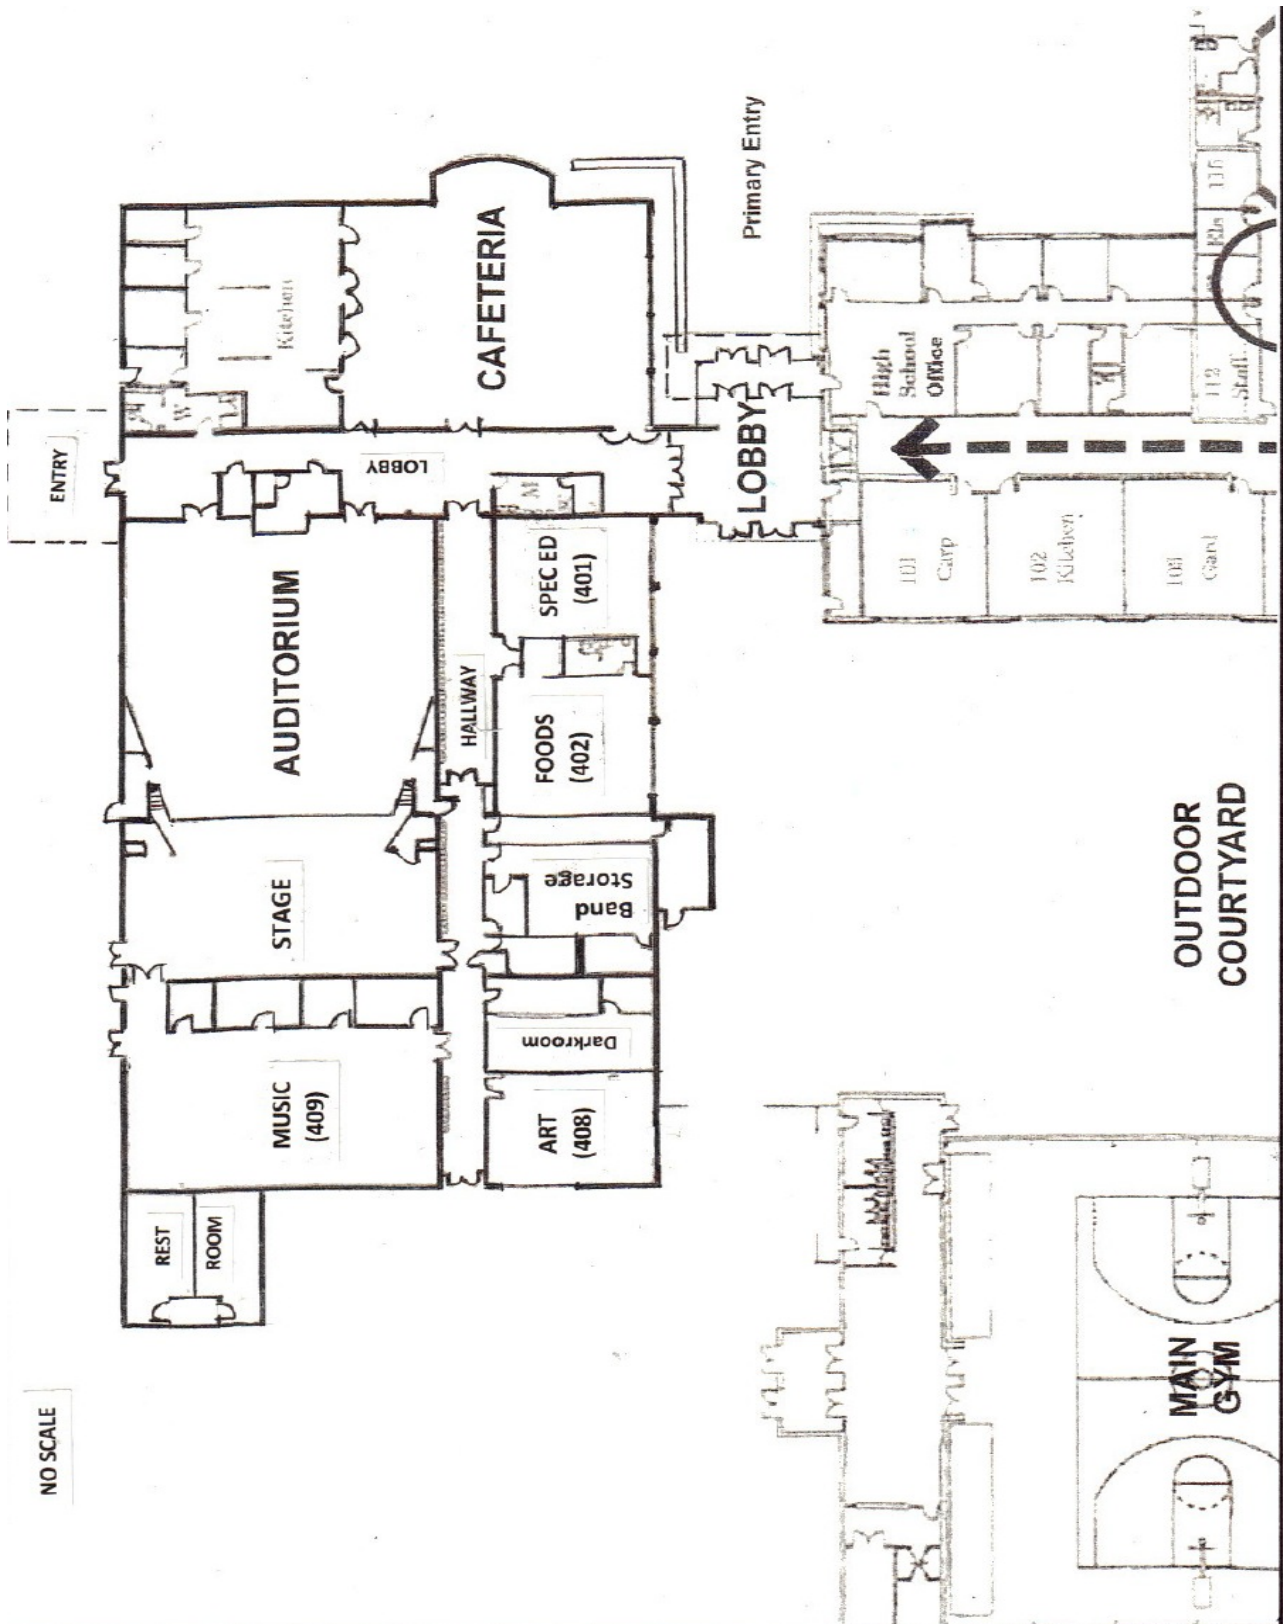 NO SCALE
REST
ROOM
MUSIC
(409)
STAGE
AUDITORIUM
ENTRY
Kitchen
W
LOBBY
CAFETERIA
HALLWAY
ART
(408)
Darkroom
Band
Storage
FOODS
(402)
SPEC ED
(401)
M
LOBBY
Primary Entry
High
School
Office
101
Carp
102
Kitchen
103
Gard
112
Staff
OUTDOOR
COURTYARD
MAIN
GYM